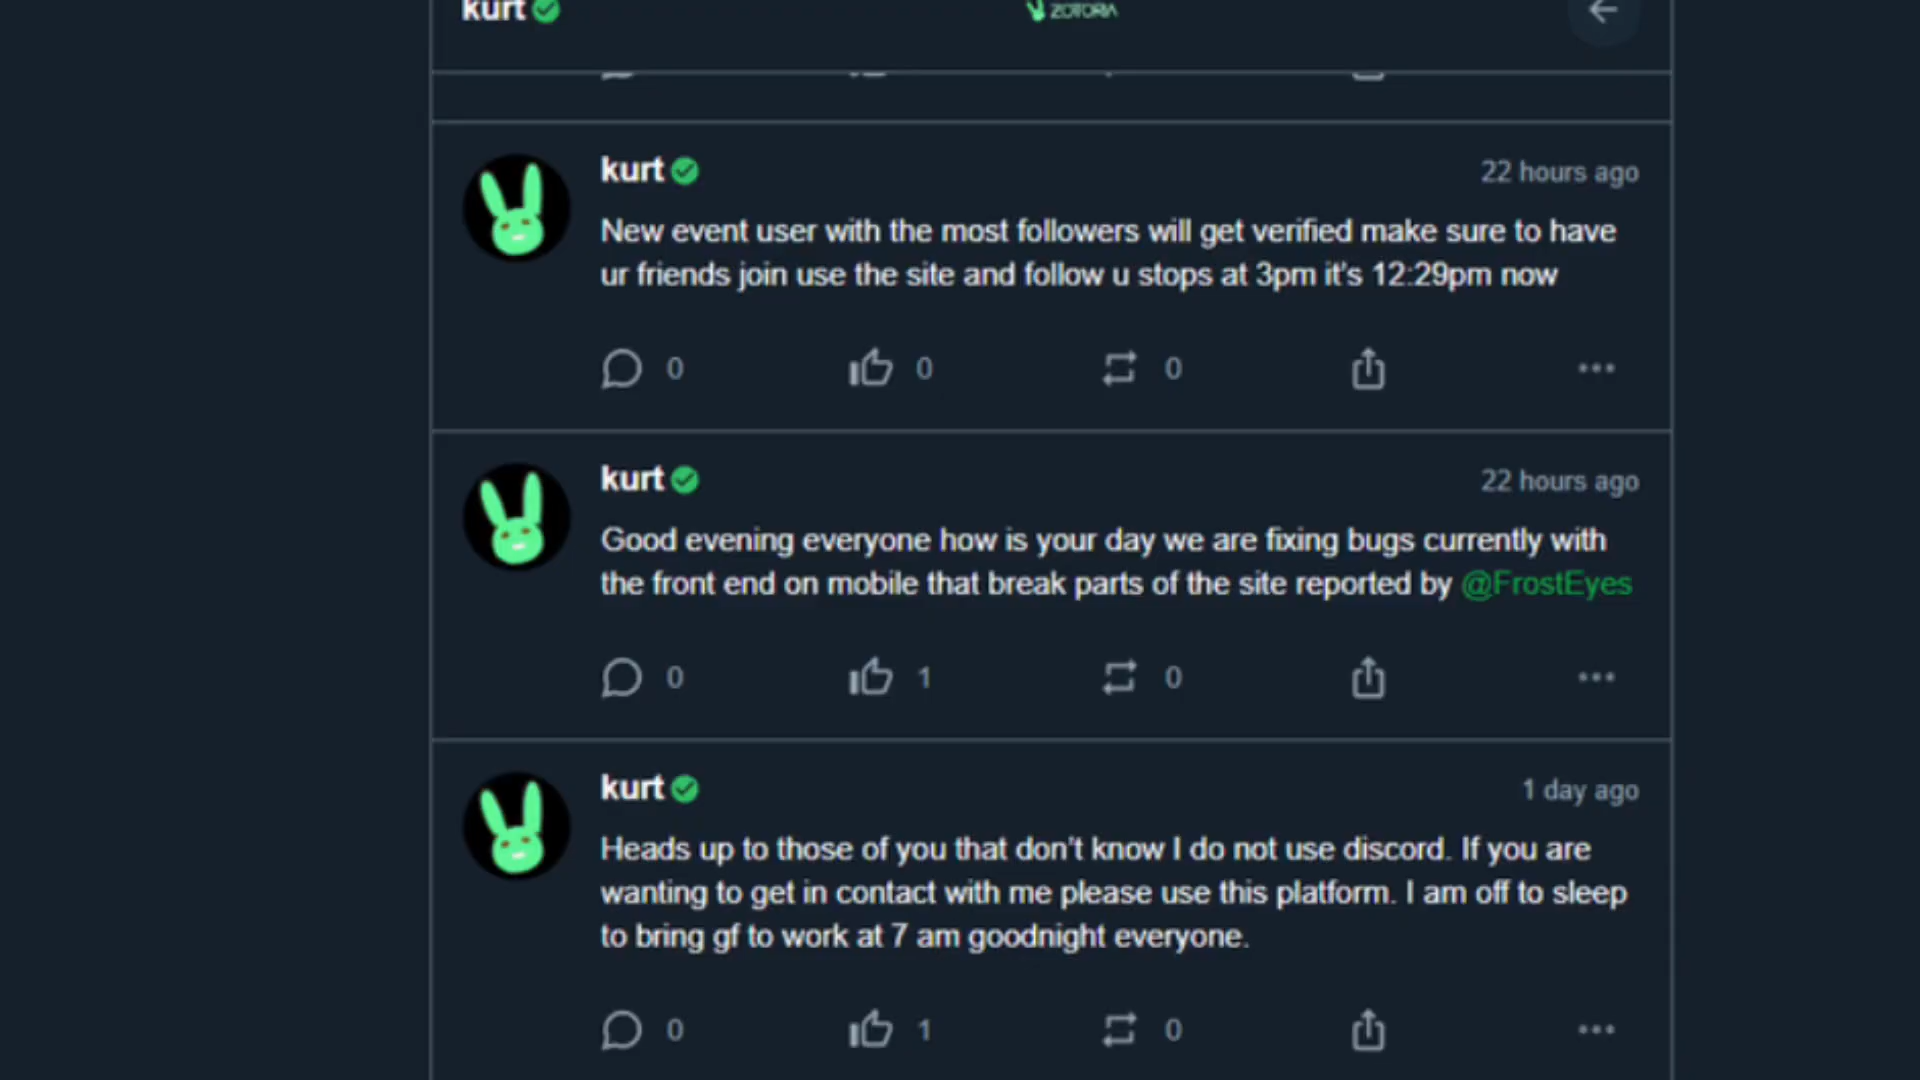 kurt
ZOTORIA
kurt
22 hours ago
New event user with the most followers will get verified make sure to have
ur friends join use the site and follow u stops at 3pm it's 12:29pm now
0
0
0
kurt
22 hours ago
Good evening everyone how is your day we are fixing bugs currently with
the front end on mobile that break parts of the site reported by @FrostEyes
0
1
0
kurt
1 day ago
Heads up to those of you that don't know I do not use discord. If you are
wanting to get in contact with me please use this platform. I am off to sleep
to bring gf to work at 7 am goodnight everyone.
0
1
0